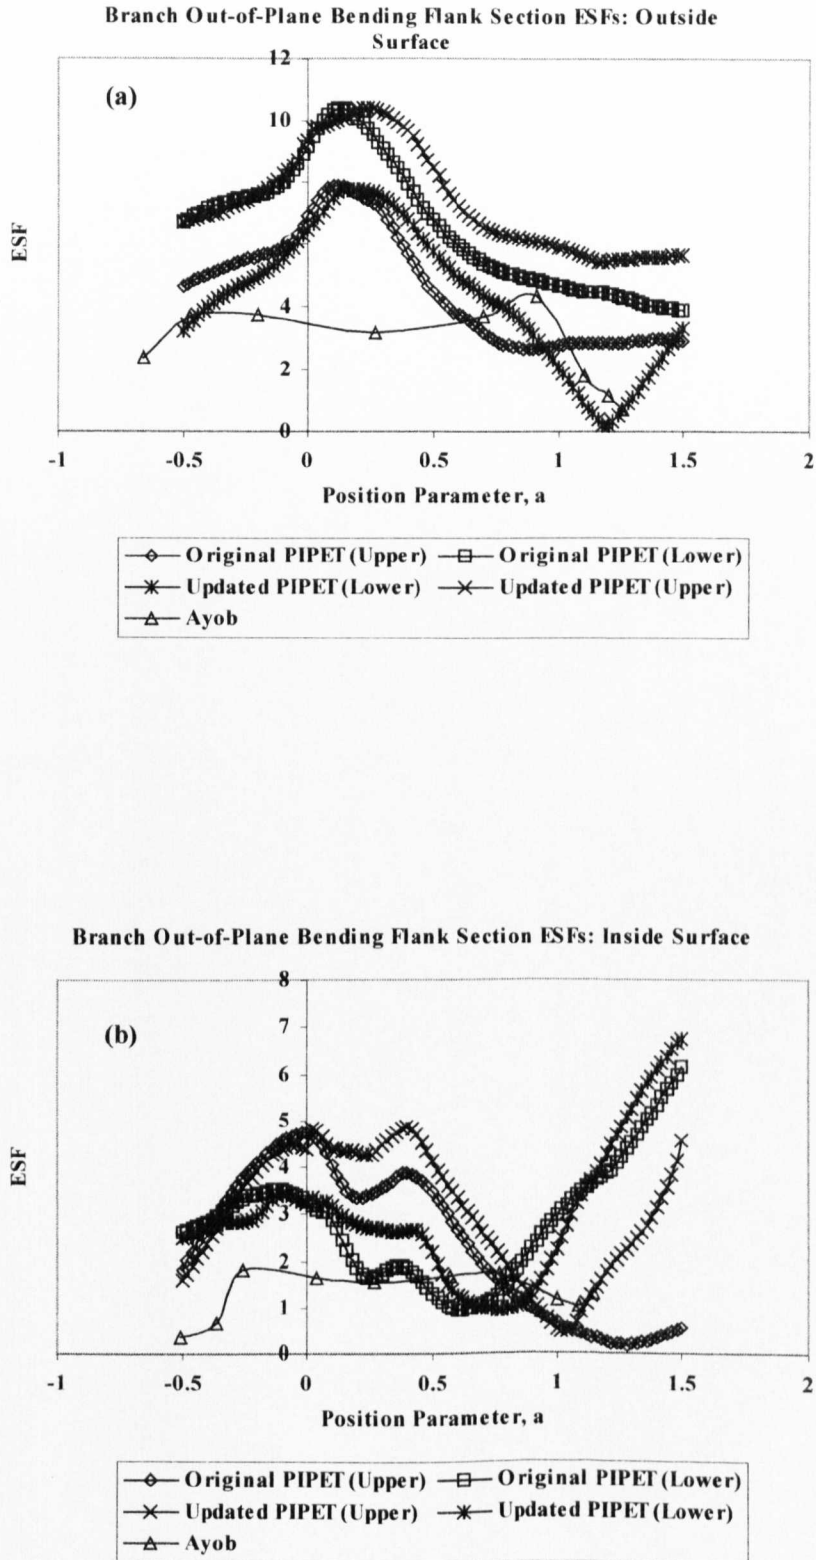 Branch Out-of-Plane Bending Flank Section ESFs: Outside
Surface
(a)
12
10
4
2
0
ESF
-1 -0.5 0 0.5 1 1.5 2
Position Parameter, a
Original PIPET (Upper) Original PIPET (Lower)
Updated PIPET (Lower) Updated PIPET (Upper)
Ayob
Branch Out-of-Plane Bending Flank Section ESFs: Inside Surface
(b)
8
7
6
5
4
3
2
1
0
ESF
-1 -0.5 0 0.5 1 1.5 2
Position Parameter, a
Original PIPET (Upper) Original PIPET (Lower)
Updated PIPET (Upper) Updated PIPET (Lower)
Ayob